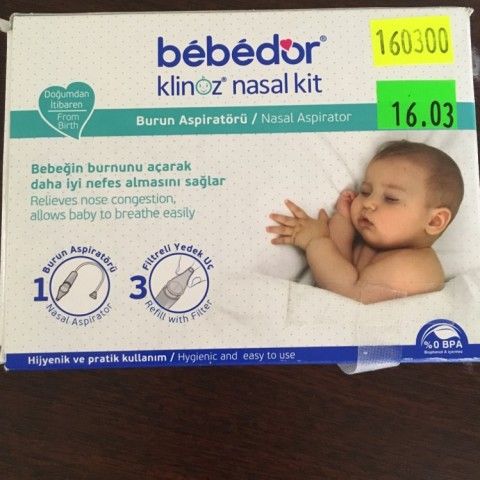 bébédor®
klinoz® nasal kit
160300
16.03
Doğumdan
İtibaren
From
Birth
Burun Aspiratörü / Nasal Aspirator
Bebeğin burnunu açarak
daha iyi nefes almasını sağlar
Relieves nose congestion,
allows baby to breathe easily
1
Burun Aspiratörü
Nasal Aspirator
3
Filtreli Yedek Uç
Refill with Filter
Hijyenik ve pratik kullanım / Hygienic and easy to use
%0 BPA